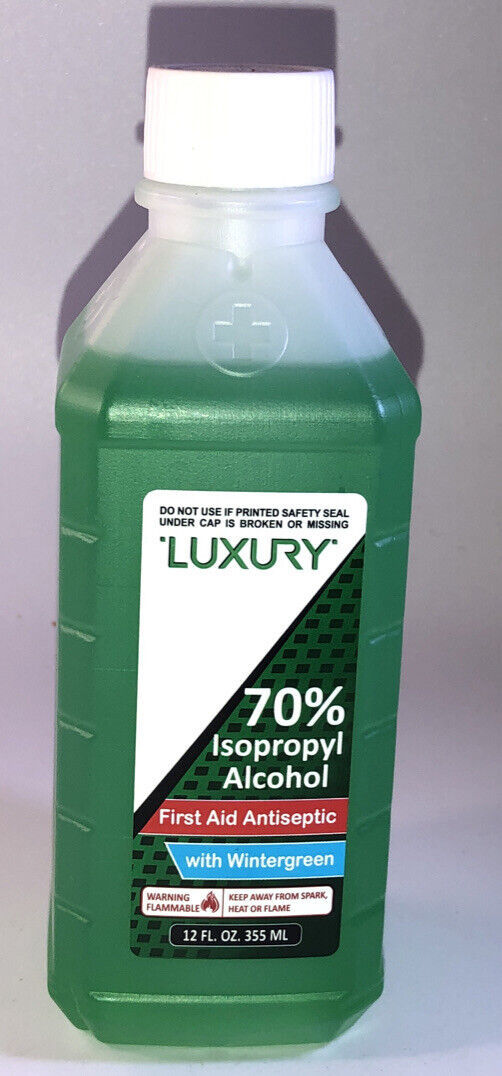 DO NOT USE IF PRINTED SAFETY SEAL
UNDER CAP IS BROKEN OR MISSING
"LUXURY"
70%
Isopropyl
Alcohol
First Aid Antiseptic
with Wintergreen
WARNING
FLAMMABLE
KEEP AWAY FROM SPARK,
HEAT OR FLAME
12 FL. OZ. 355 ML